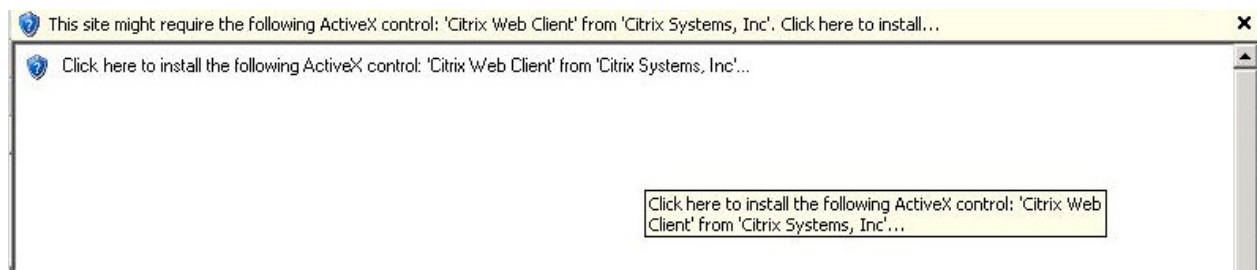 This site might require the following ActiveX control: 'Citrix Web Client' from 'Citrix Systems, Inc'. Click here to install...
Click here to install the following ActiveX control: 'Citrix Web Client' from 'Citrix Systems, Inc'...
Click here to install the following ActiveX control: 'Citrix Web
Client' from 'Citrix Systems, Inc'...